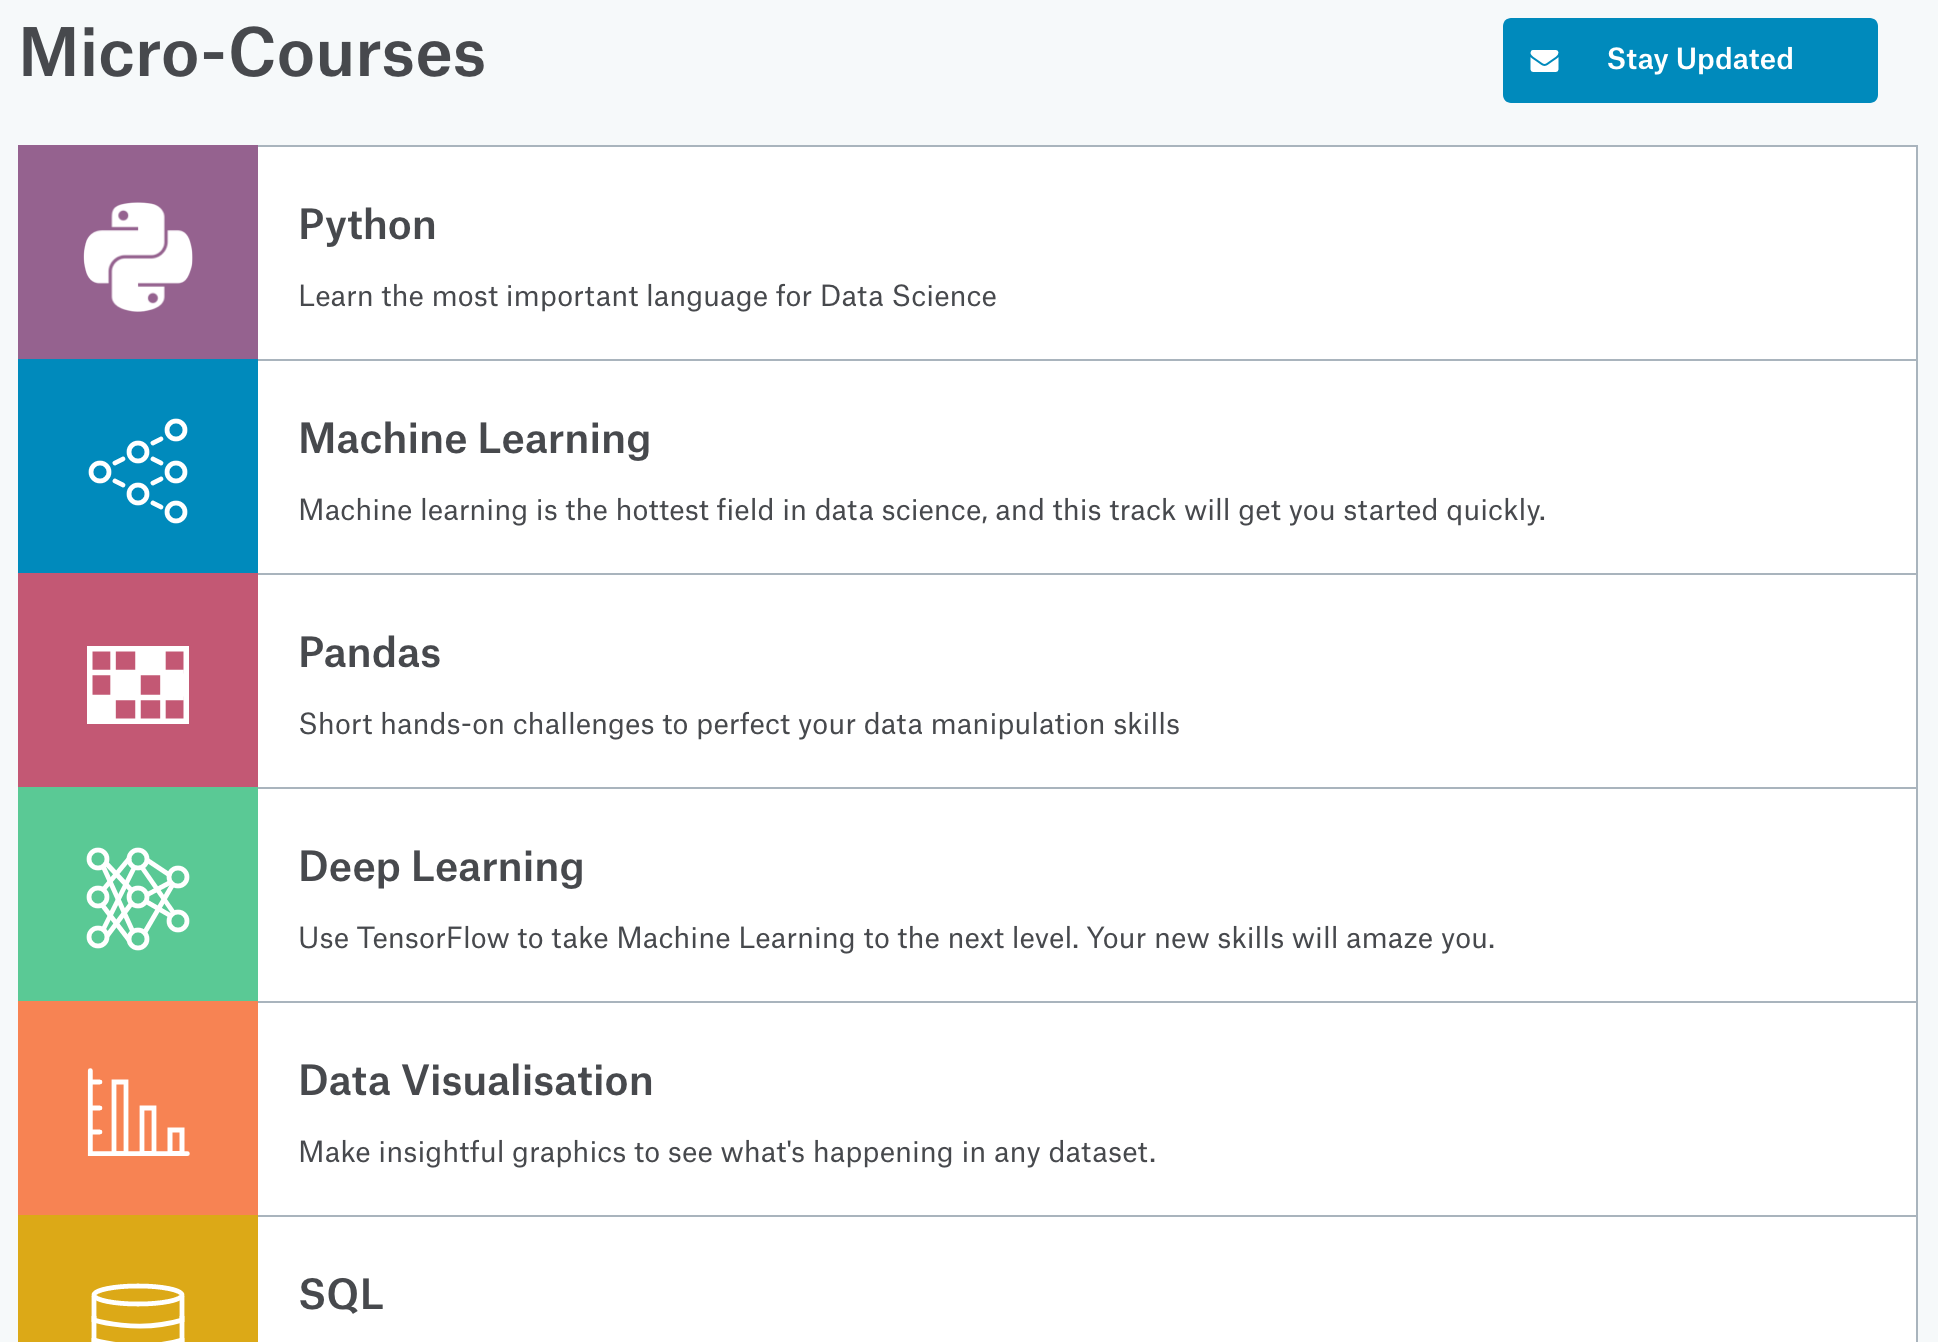 Micro-Courses
Stay Updated
Python
Learn the most important language for Data Science
Machine Learning
Machine learning is the hottest field in data science, and this track will get you started quickly.
Pandas
Short hands-on challenges to perfect your data manipulation skills
Deep Learning
Use TensorFlow to take Machine Learning to the next level. Your new skills will amaze you.
Data Visualisation
Make insightful graphics to see what's happening in any dataset.
SQL